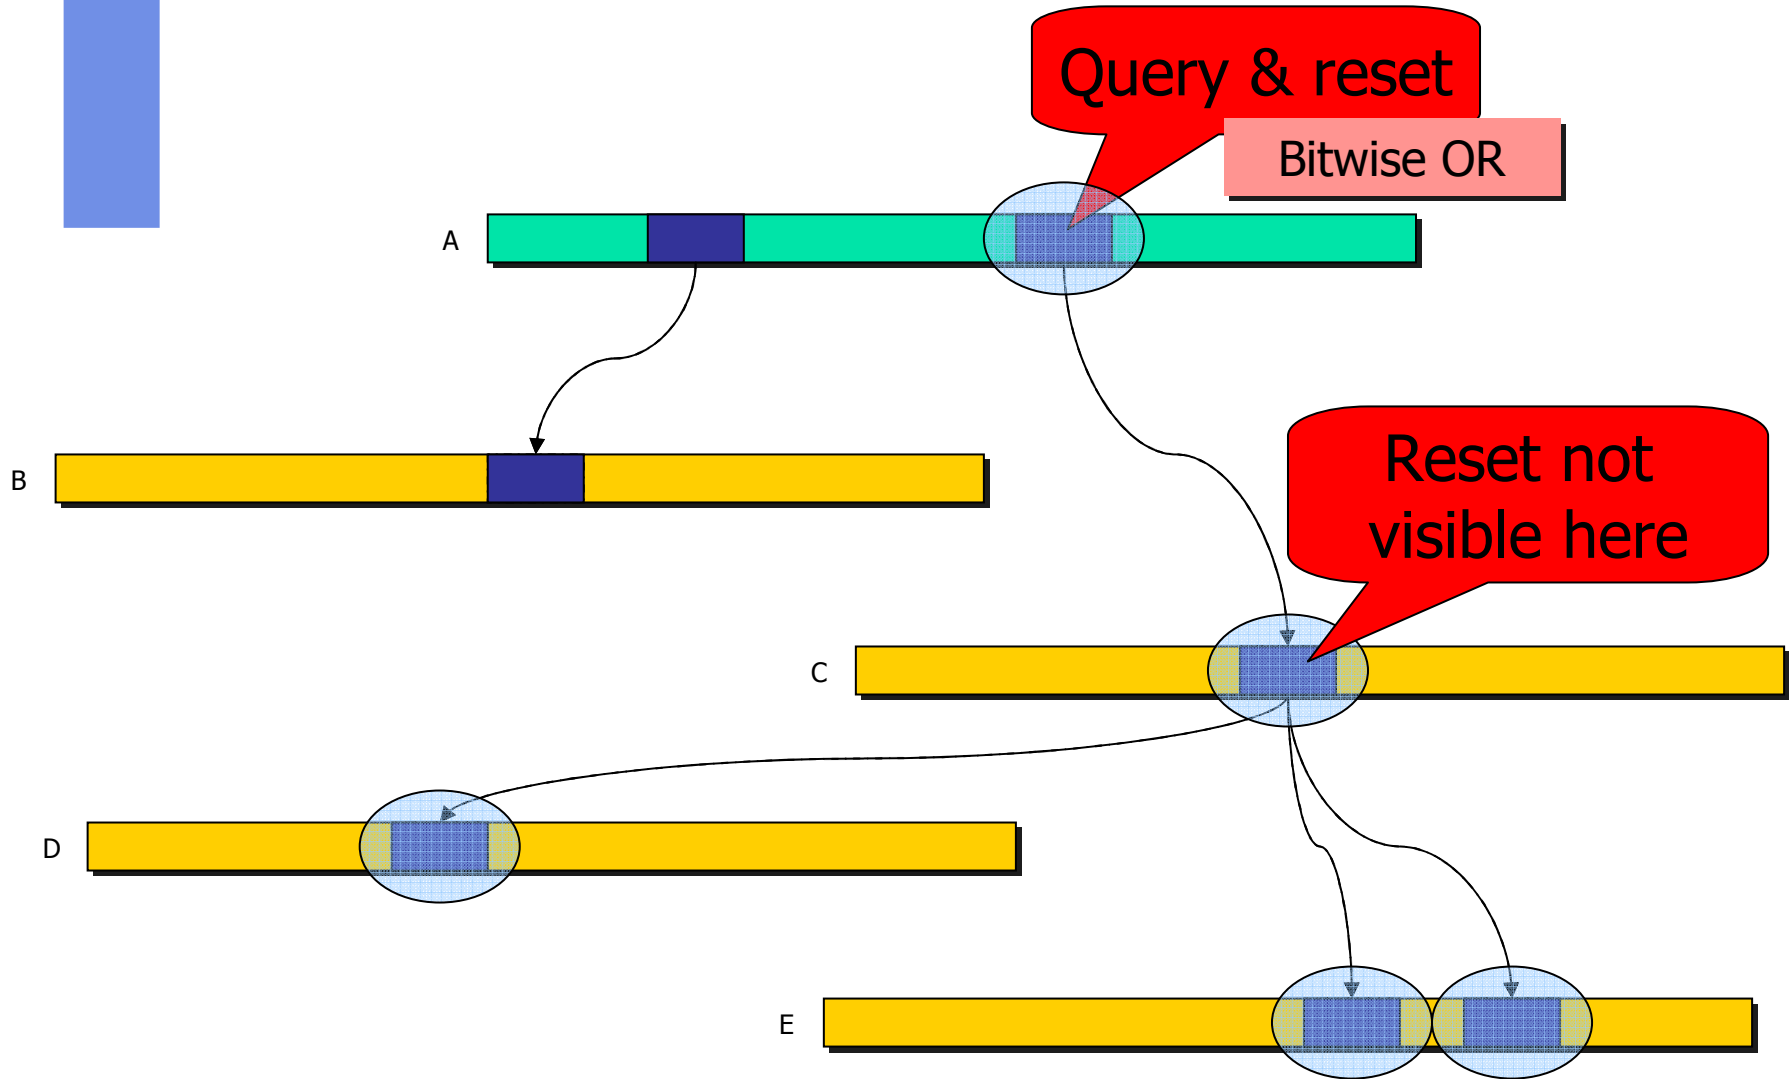 Query & reset
Bitwise OR
A
B
Reset not
visible here
C
D
E